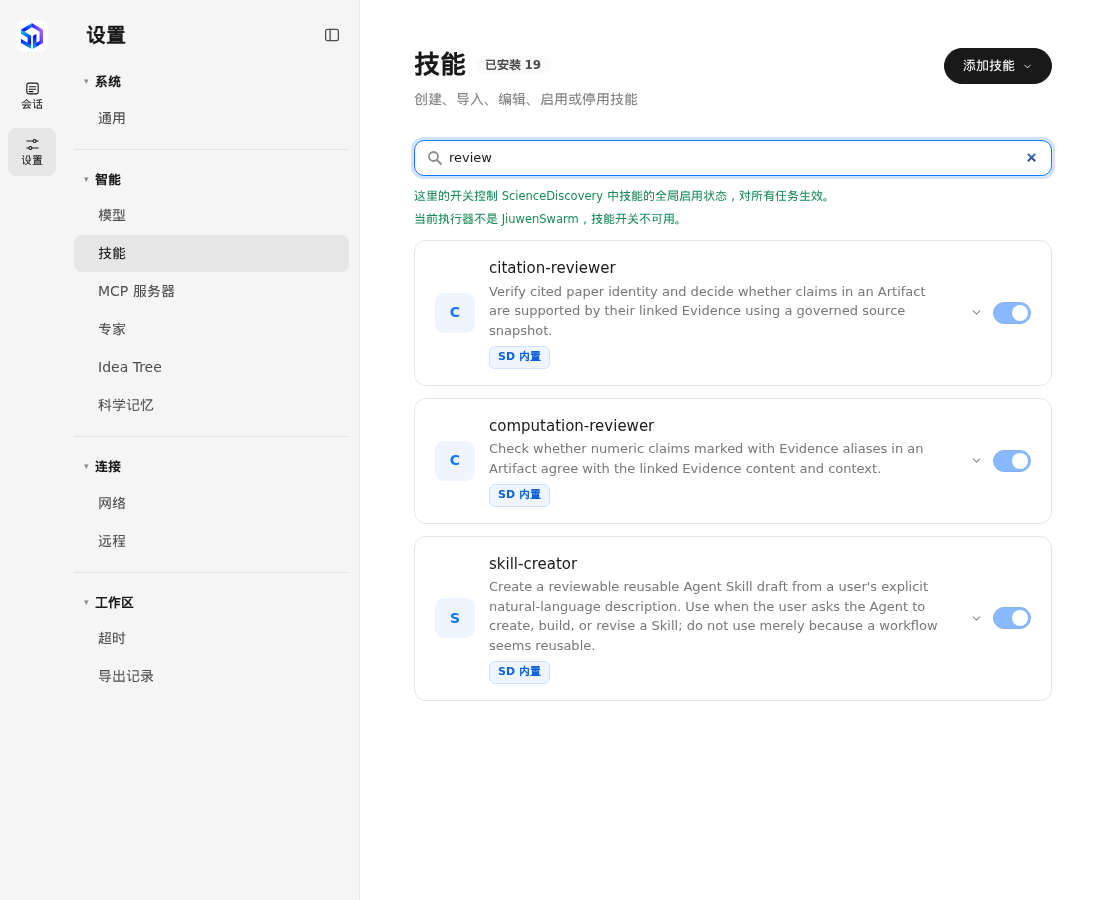 设置
会话
设置
系统
通用
智能
模型
技能
MCP 服务器
专家
Idea Tree
科学记忆
连接
网络
远程
工作区
超时
导出记录
技能
已安装 19
添加技能
创建、导入、编辑、启用或停用技能
review
这里的开关控制 ScienceDiscovery 中技能的全局启用状态，对所有任务生效。
当前执行器不是 JiuwenSwarm，技能开关不可用。
C
citation-reviewer
Verify cited paper identity and decide whether claims in an Artifact
are supported by their linked Evidence using a governed source
snapshot.
SD 内置
C
computation-reviewer
Check whether numeric claims marked with Evidence aliases in an
Artifact agree with the linked Evidence content and context.
SD 内置
S
skill-creator
Create a reviewable reusable Agent Skill draft from a user's explicit
natural-language description. Use when the user asks the Agent to
create, build, or revise a Skill; do not use merely because a workflow
seems reusable.
SD 内置